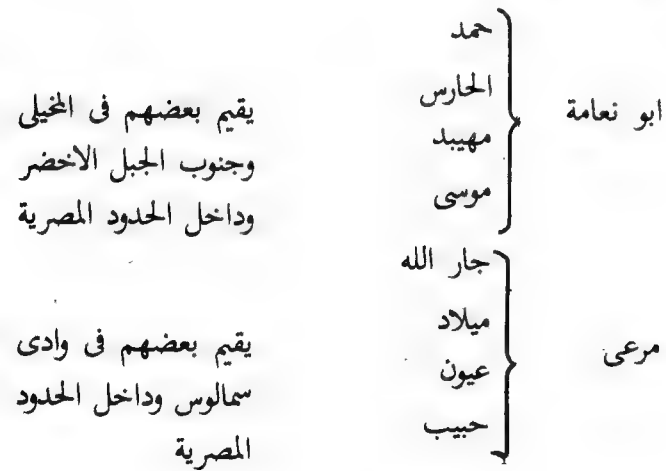 ابو نعامة
حمد
الحارس
مهيبد
موسى
يقيم بعضهم فى المخيلى
وجنوب الجبل الاخضر
وداخل الحدود المصرية
مرعى
جار الله
ميلاد
عيون
حبيب
يقيم بعضهم فى وادى
سمالوس وداخل الحدود
المصرية